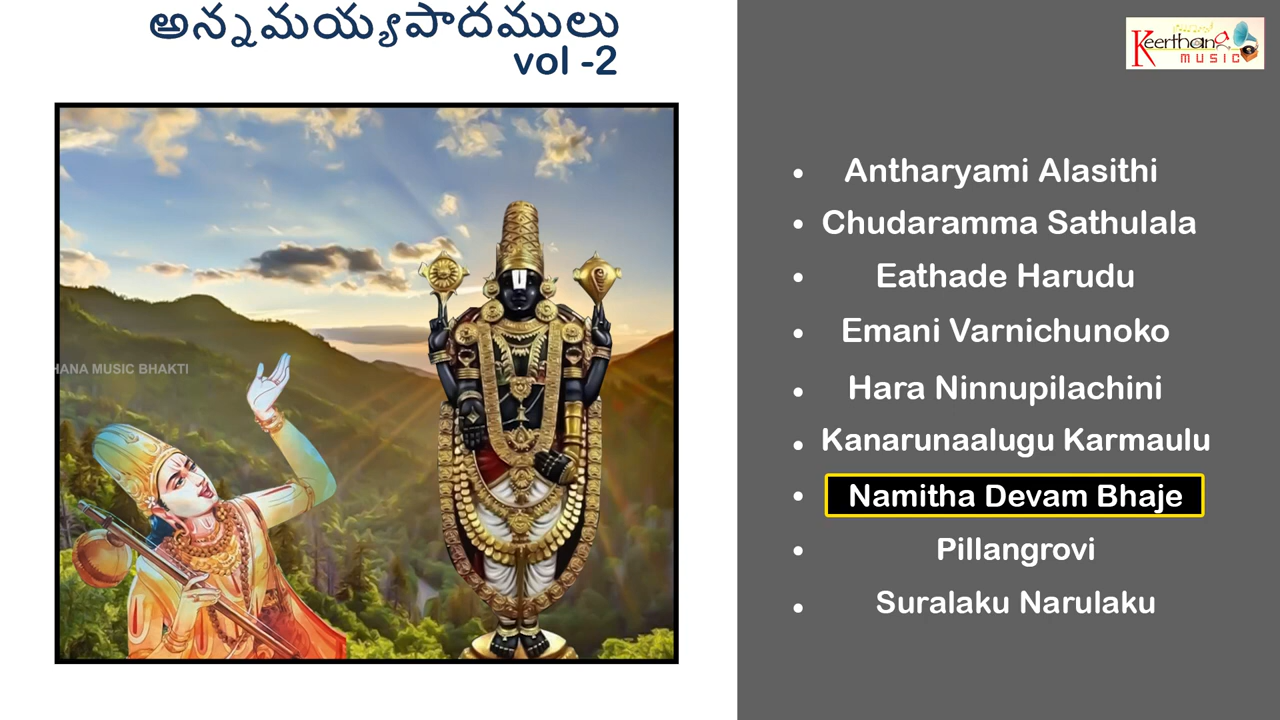 అన్నమయ్యపాదములు
vol -2
Keerthana
MUSIC
HANA MUSIC BHAKTI
Antharyami Alasithi
Chudaramma Sathulala
Eathade Harudu
Emani Varnichunoko
Hara Ninnupilachini
Kanarunaalugu Karmaulu
Namitha Devam Bhaje
Pillangrovi
Suralaku Narulaku